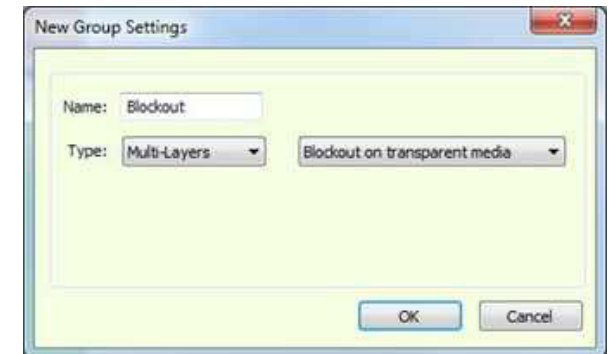 New Group Settings
Name: Blockout
Type: Multi-Layers Blockout on transparent media
OK Cancel